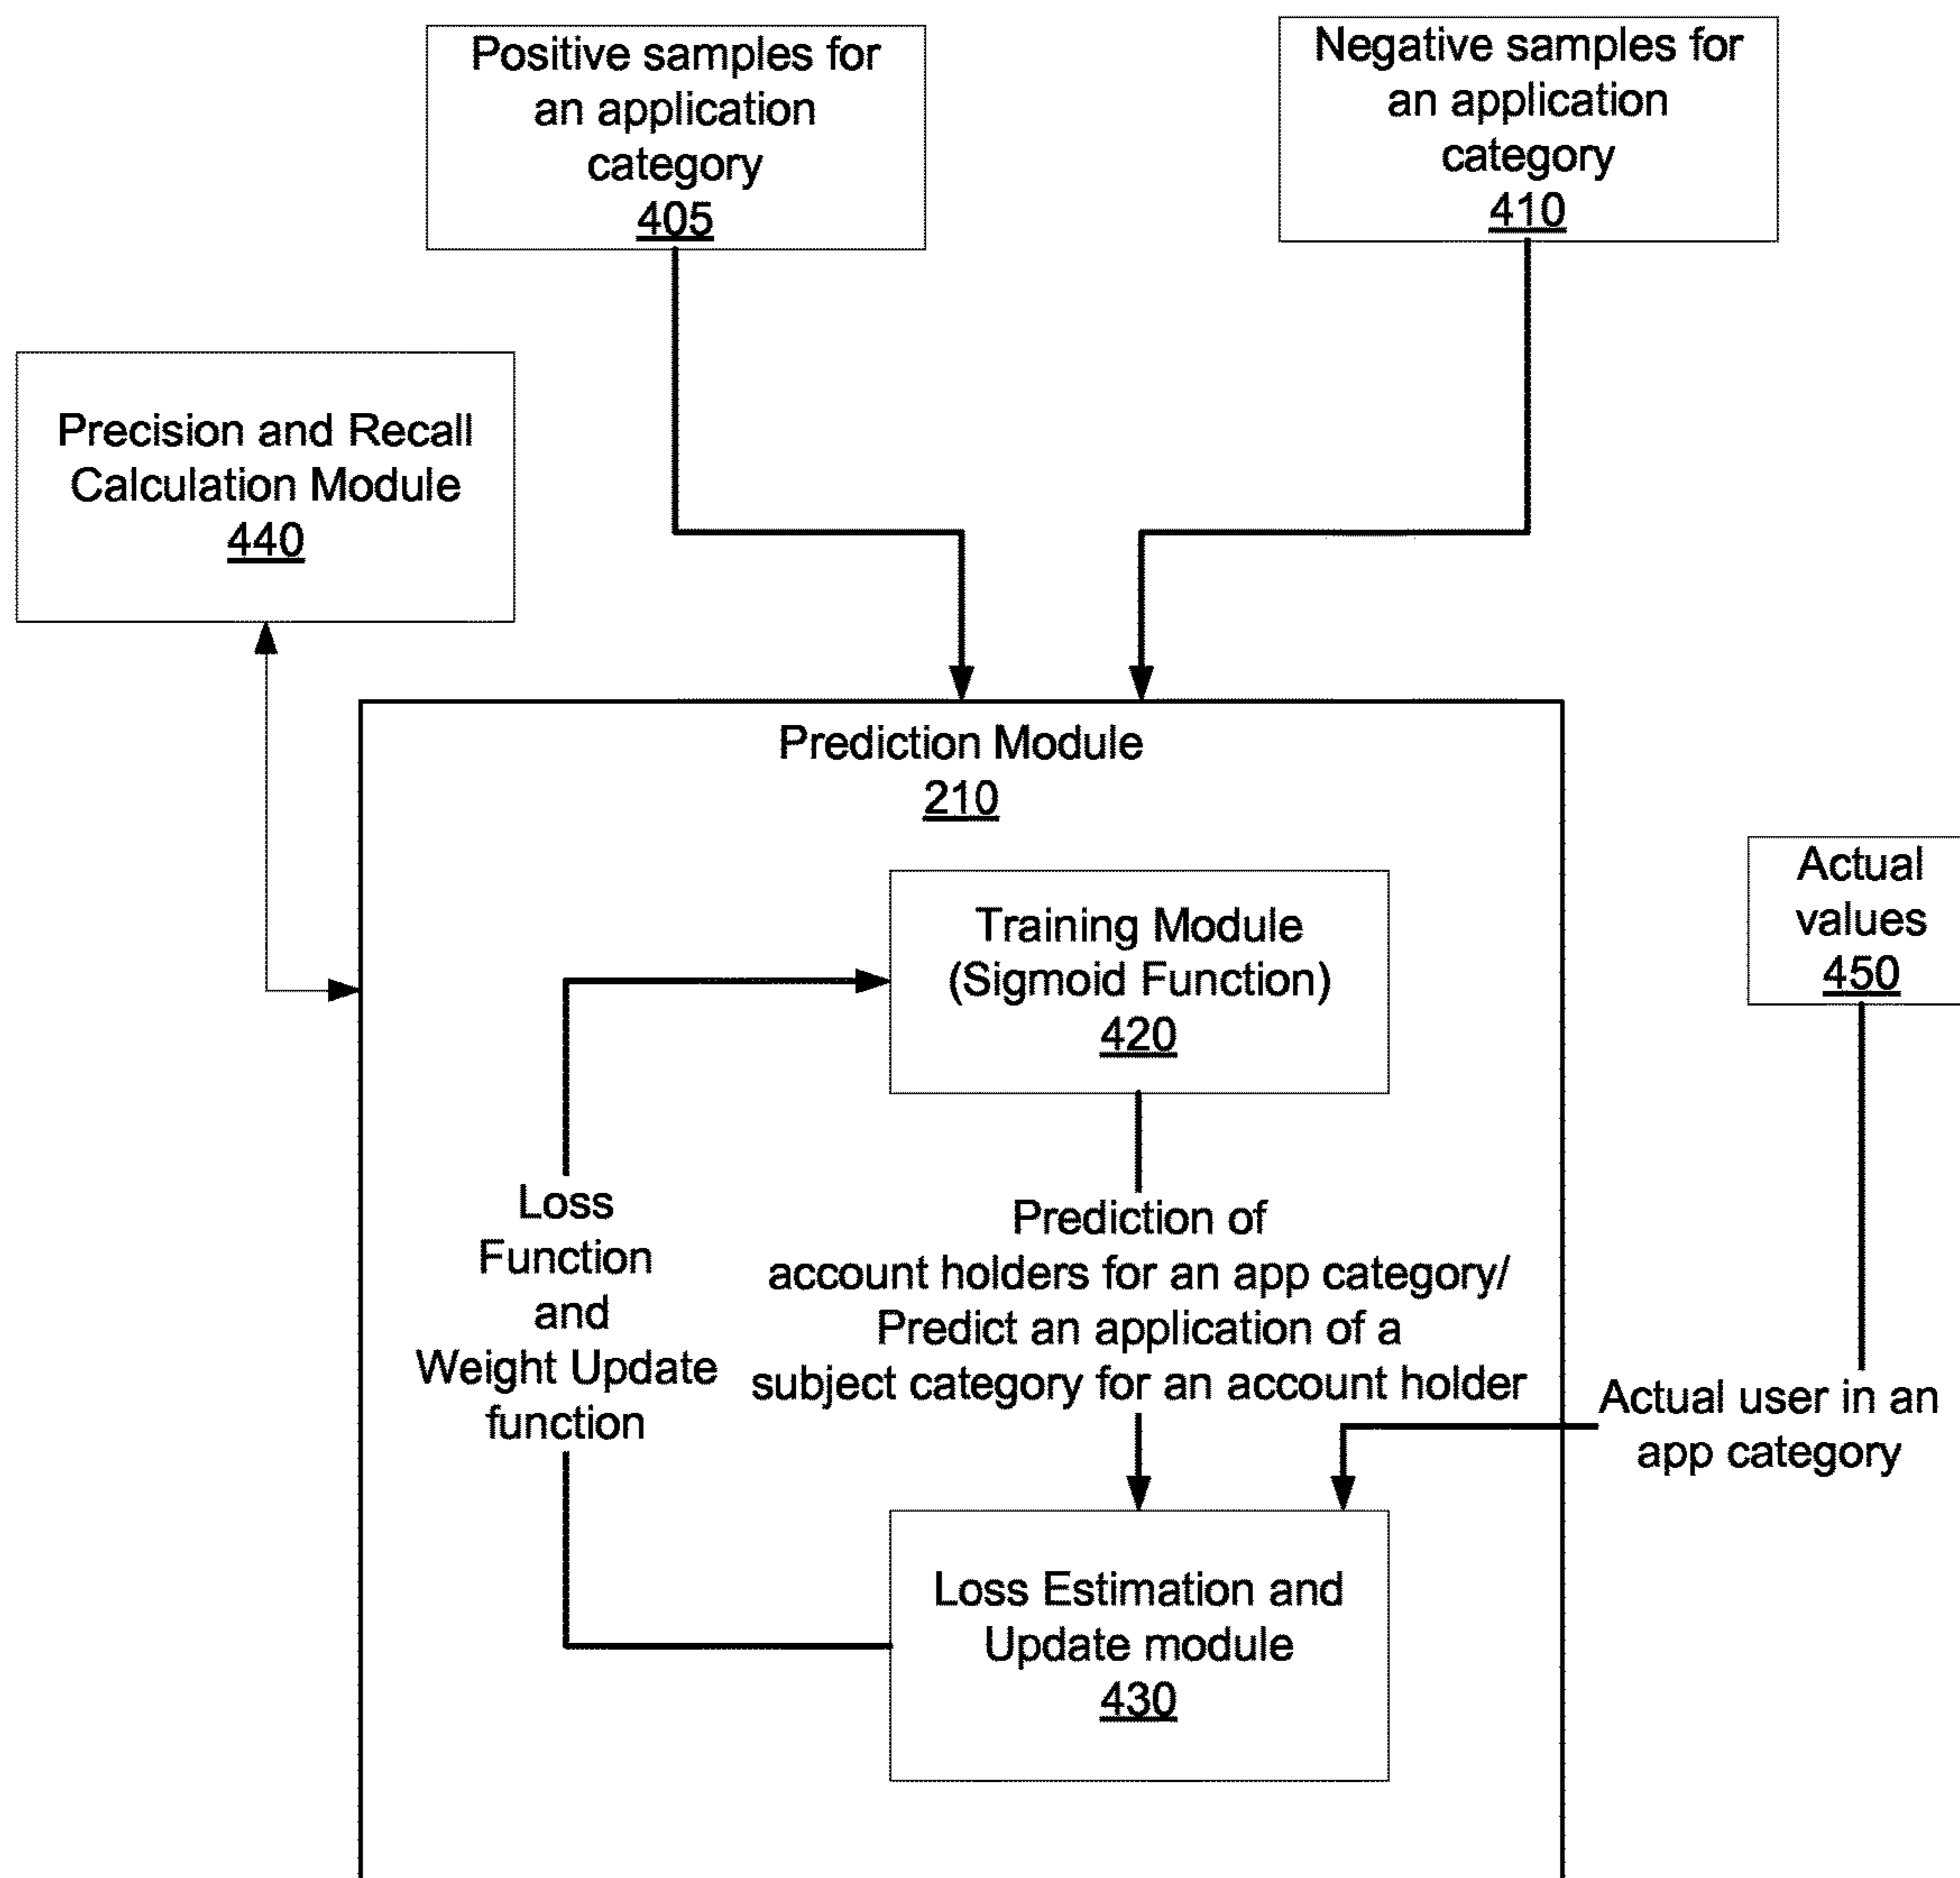 Positive samples for
an application
category
405
Negative samples for
an application
category
410
Precision and Recall
Calculation Module
440
Prediction Module
210
Training Module
(Sigmoid Function)
420
Actual
values
450
Loss
Function
and
Weight Update
function
Prediction of
account holders for an app category/
Predict an application of a
subject category for an account holder
Actual user in an
app category
Loss Estimation and
Update module
430